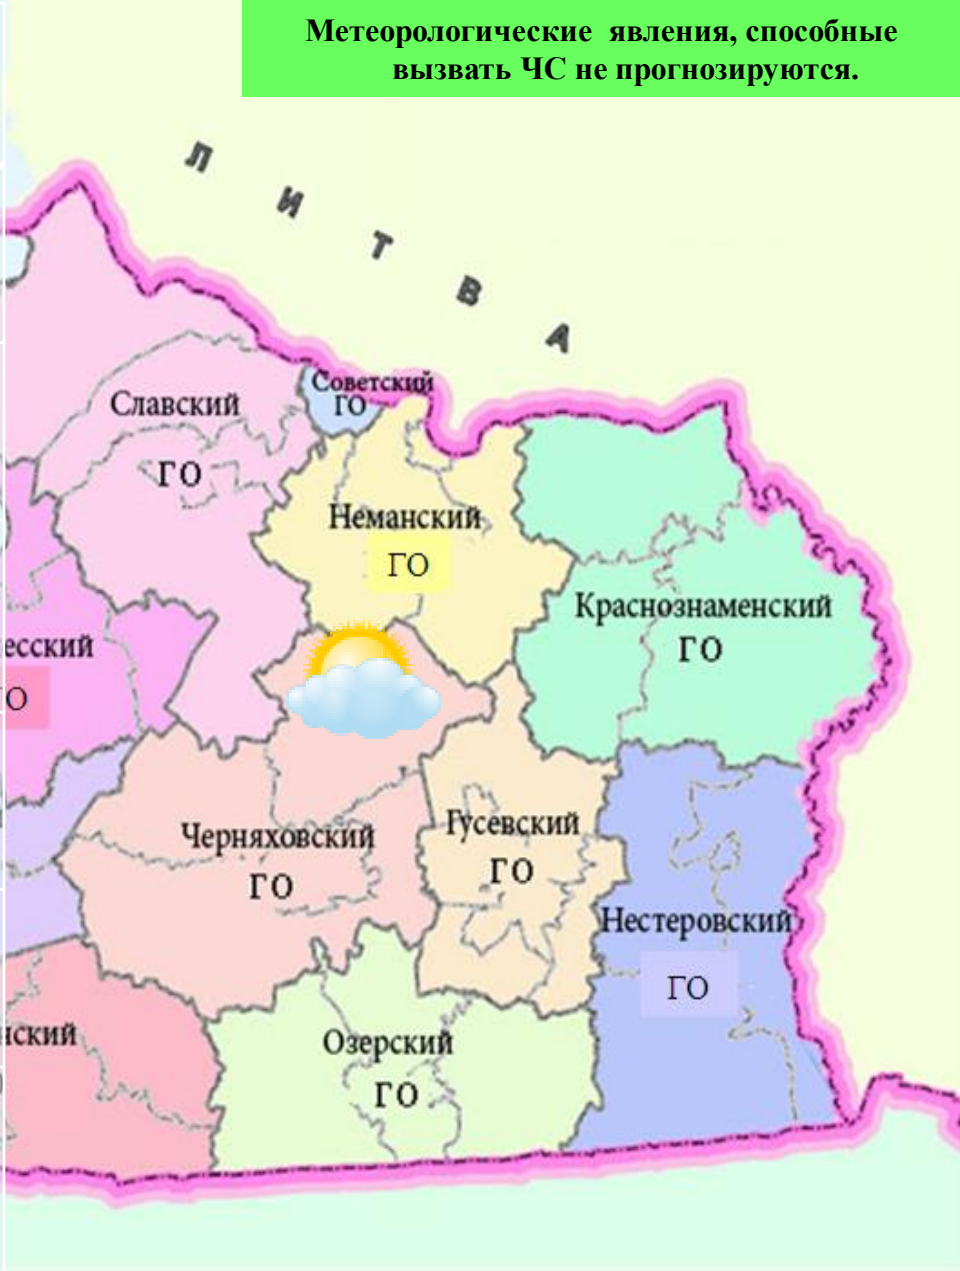 Метеорологические явления, способные
вызвать ЧС не прогнозируются.
ЛИТВА
Советский
ГО
Славский
ГО
Неманский
ГО
Краснознаменский
ГО
есский
О
Черняховский
ГО
Гусевский
ГО
Нестеровский
ГО
нский
Озерский
ГО